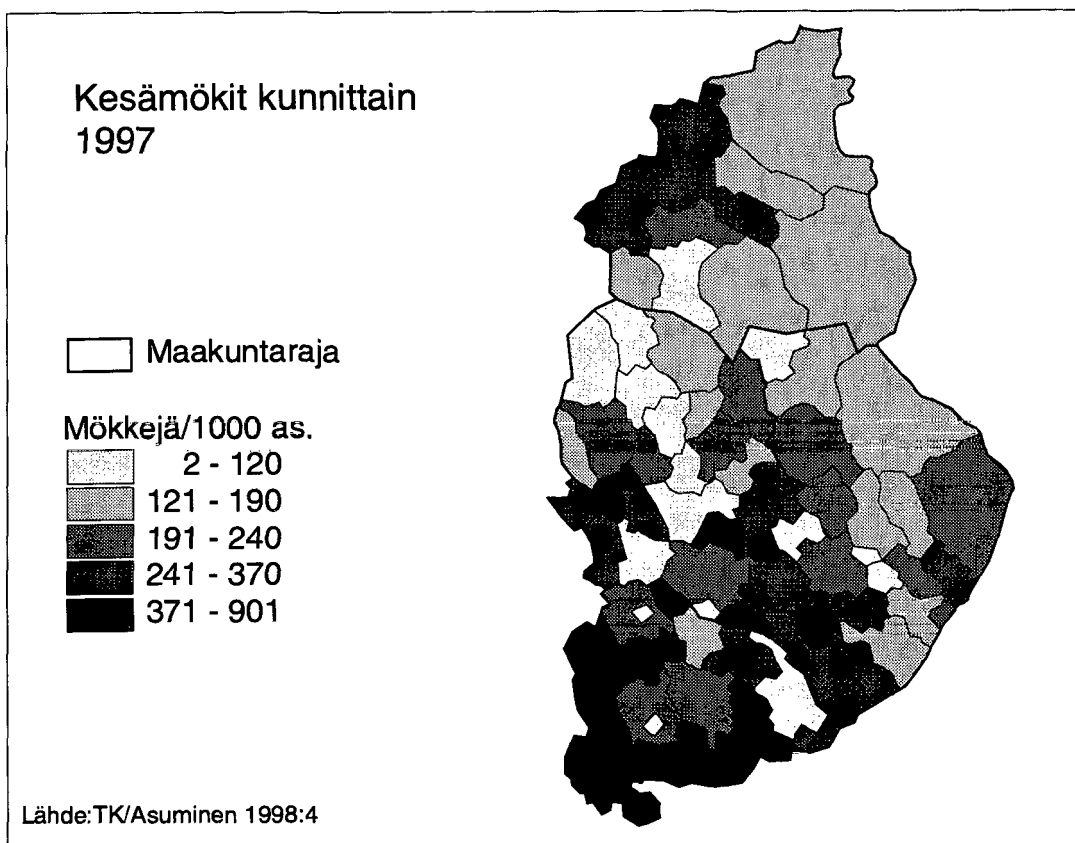 Kesämökit kunnittain
1997
Maakuntaraja
Mökkejä/1000 as.
2 - 120
121 - 190
191 - 240
241 - 370
371 - 901
Lähde:TK/Asuminen 1998:4